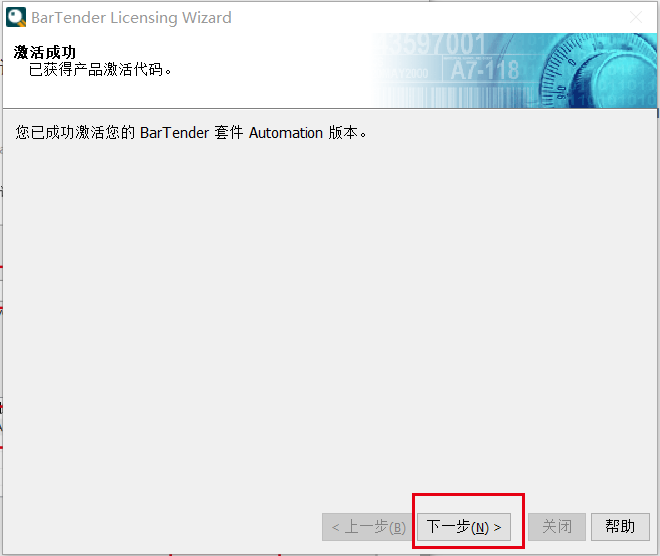 BarTender Licensing Wizard
激活成功
已获得产品激活代码。
3597001
A7-118
您已成功激活您的 BarTender 套件 Automation 版本。
< 上一步(B)
下一步(N) >
关闭
帮助